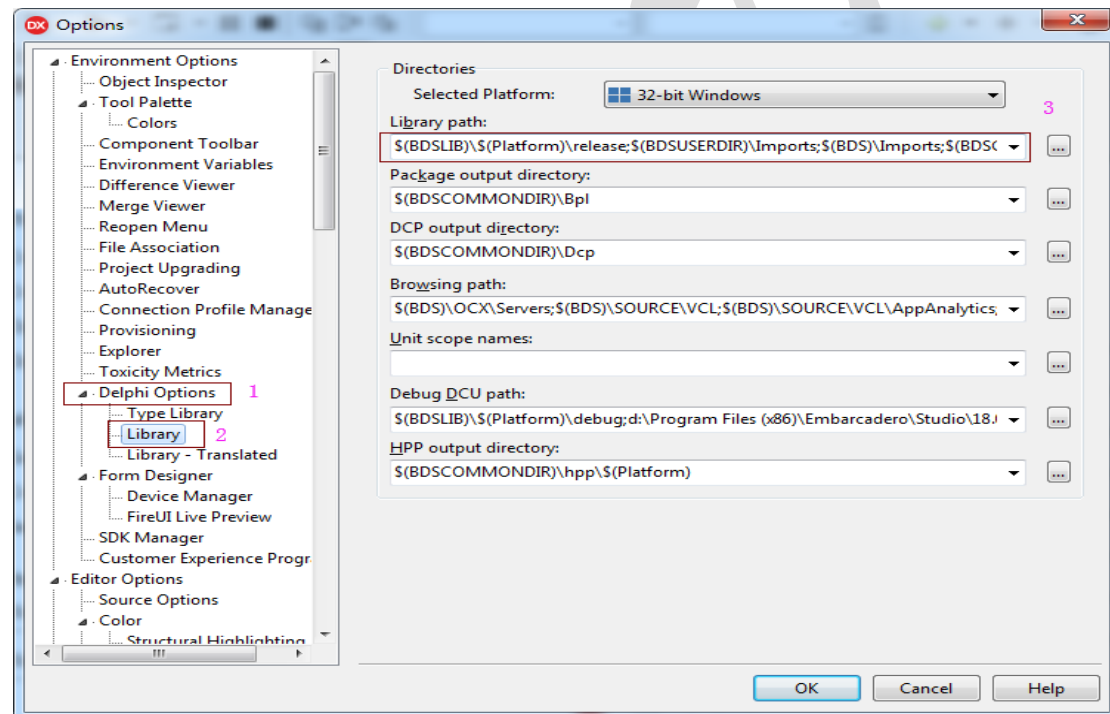 DX Options
Environment Options
Object Inspector
Tool Palette
Colors
Component Toolbar
Environment Variables
Difference Viewer
Merge Viewer
Reopen Menu
File Association
Project Upgrading
AutoRecover
Connection Profile Manage
Provisioning
Explorer
Toxicity Metrics
Delphi Options 1
Type Library
Library 2
Library - Translated
Form Designer
Device Manager
FireUI Live Preview
SDK Manager
Customer Experience Progr
Editor Options
Source Options
Color
Structural Highlighting
Directories
Selected Platform: 32-bit Windows
3
Library path:
$(BDSLIB)\$(Platform)\release;$(BDSUSERDIR)\Imports;$(BDS)\Imports;$(BDSC
...
Package output directory:
$(BDSCOMMONDIR)\Bpl
...
DCP output directory:
$(BDSCOMMONDIR)\Dcp
...
Browsing path:
$(BDS)\OCX\Servers;$(BDS)\SOURCE\VCL;$(BDS)\SOURCE\VCL\AppAnalytics;
...
Unit scope names:
...
Debug DCU path:
$(BDSLIB)\$(Platform)\debug;d:\Program Files (x86)\Embarcadero\Studio\18.
...
HPP output directory:
$(BDSCOMMONDIR)\hpp\$(Platform)
...
OK Cancel Help